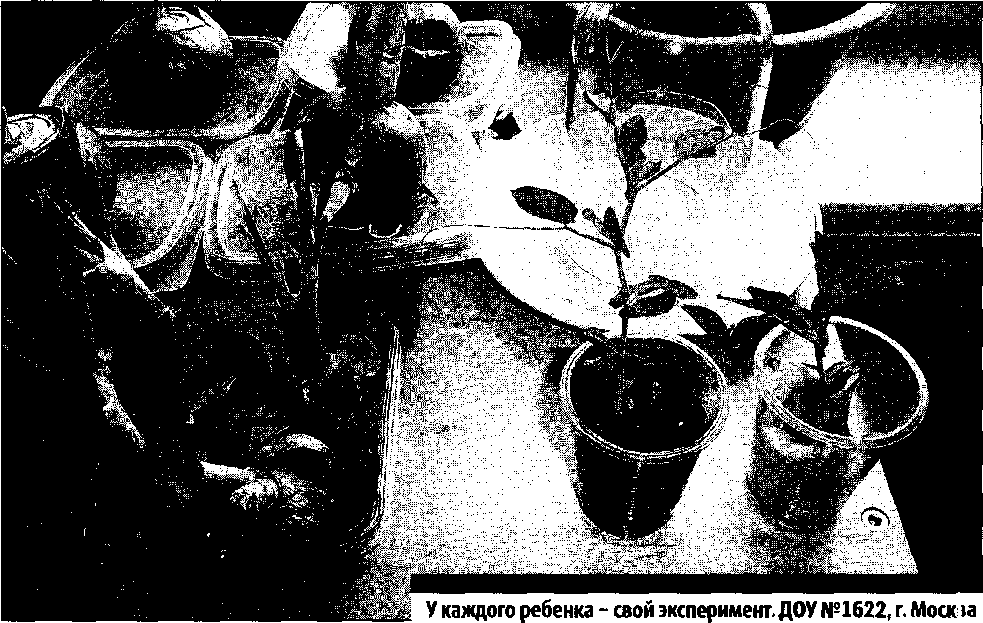 У каждого ребенка – свой эксперимент. ДОУ №1622, г. Москва